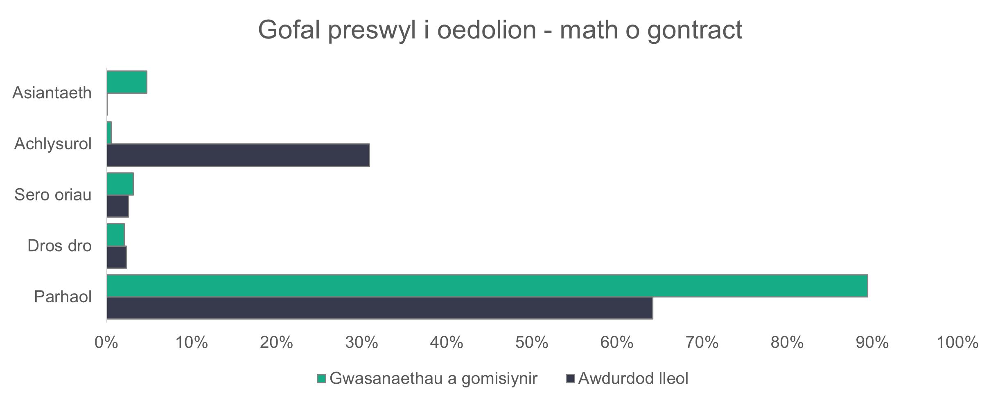 Gofal preswyl i oedolion - math o gontract
Asiantaeth
Achlysurol
Sero oriau
Dros dro
Parhaol
0% 10% 20% 30% 40% 50% 60% 70% 80% 90% 100%
Gwasanaethau a gomisiynir Awdurdod lleol